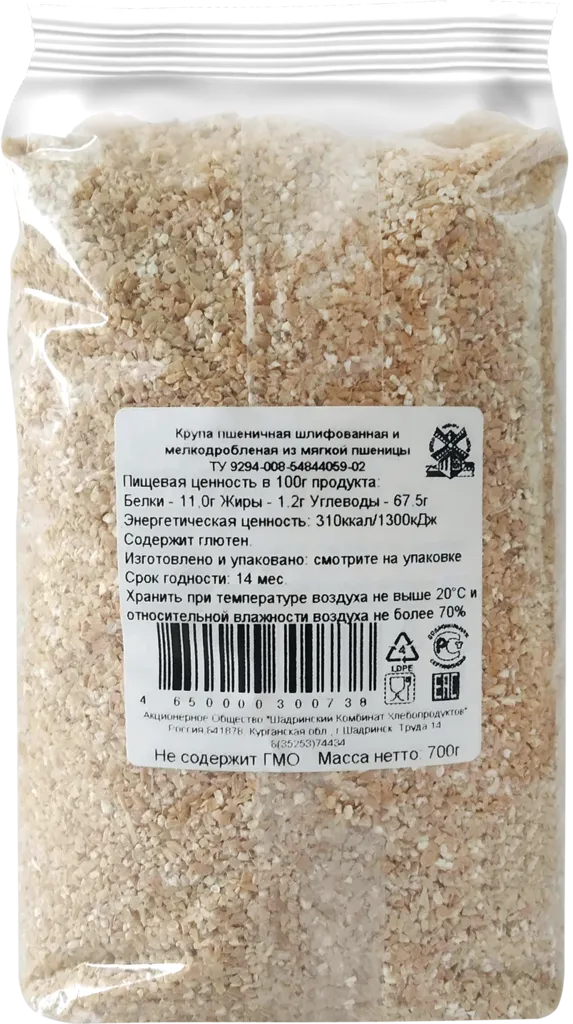 Крупа пшеничная шлифованная и
мелкодробленая из мягкой пшеницы
ТУ 9294-008-54844059-02
Пищевая ценность в 100г продукта:
Белки - 11,0г Жиры - 1.2г Углеводы - 67.5г
Энергетическая ценность: 310ккал/1300кДж
Содержит глютен.
Изготовлено и упаковано: смотрите на упаковке
Срок годности: 14 мес.
Хранить при температуре воздуха не выше 20°С и
относительной влажности воздуха не более 70%
4
LDPE
РСТ
EAC
4 650000 300738
Акционерное Общество "Шадринский Комбинат Хлебопродуктов"
Россия,641878, Курганская обл., г.Шадринск, Труда 14
8(35253)74434
Не содержит ГМО Масса нетто: 700г